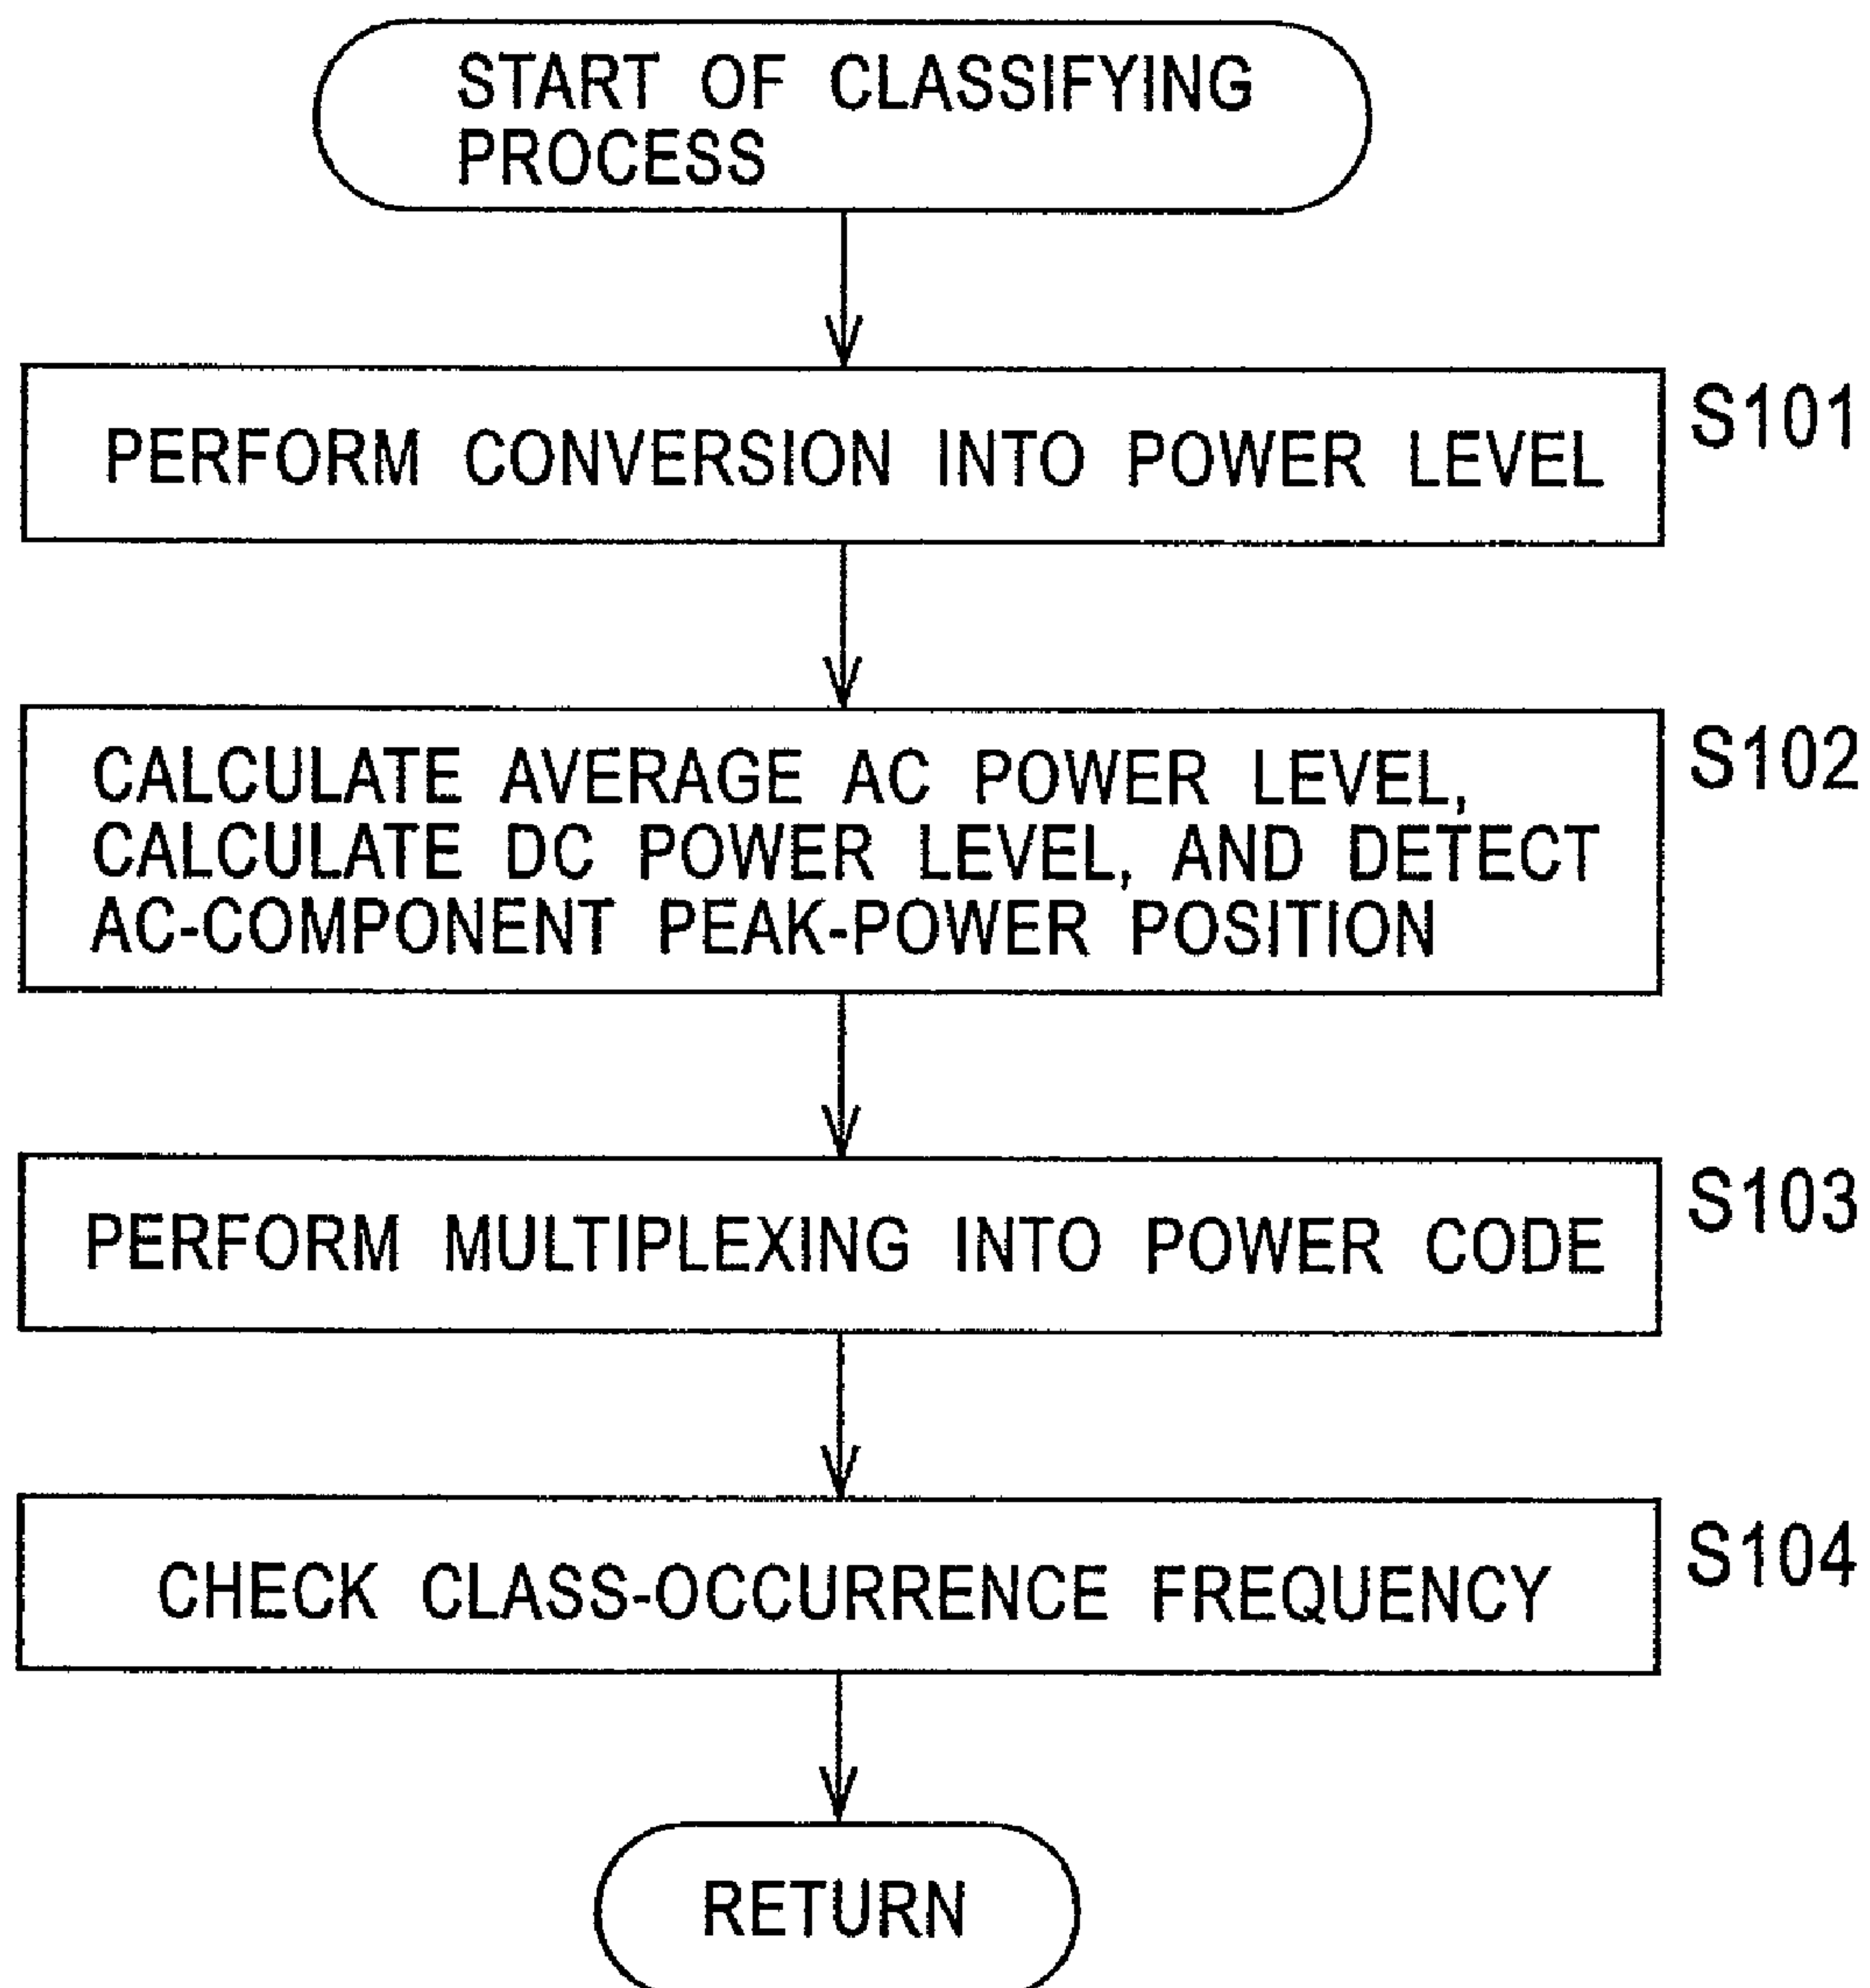 START OF CLASSIFYING
PROCESS
PERFORM CONVERSION INTO POWER LEVEL
S101
CALCULATE AVERAGE AC POWER LEVEL,
CALCULATE DC POWER LEVEL, AND DETECT
AC-COMPONENT PEAK-POWER POSITION
S102
PERFORM MULTIPLEXING INTO POWER CODE
S103
CHECK CLASS-OCCURRENCE FREQUENCY
S104
RETURN